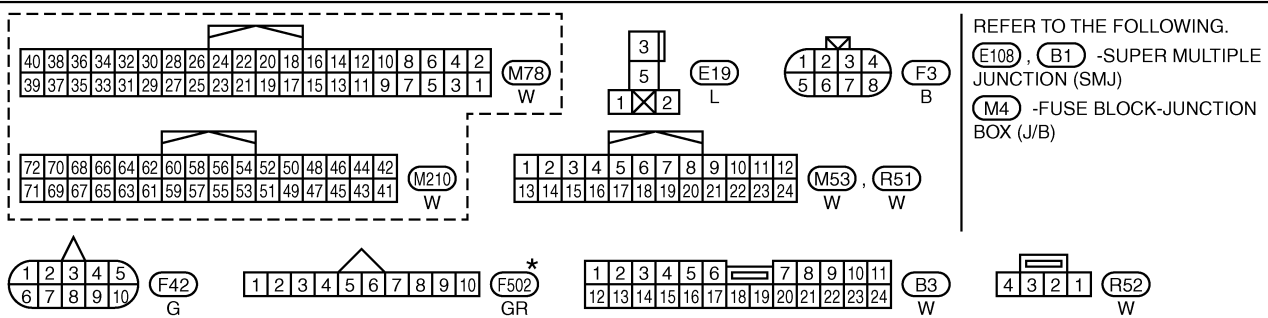 40 38 36 34 32 30 28 26 24 22 20 18 16 14 12 10 8 6 4 2
39 37 35 33 31 29 27 25 23 21 19 17 15 13 11 9 7 5 3 1
M78
W
3
5
1 2
E19
L
1 2 3 4
5 6 7 8
F3
B
REFER TO THE FOLLOWING.
E108 , B1 -SUPER MULTIPLE
JUNCTION (SMJ)
M4 -FUSE BLOCK-JUNCTION
BOX (J/B)
72 70 68 66 64 62 60 58 56 54 52 50 48 46 44 42
71 69 67 65 63 61 59 57 55 53 51 49 47 45 43 41
M210
W
1 2 3 4 5 6 7 8 9 10 11 12
13 14 15 16 17 18 19 20 21 22 23 24
M53 , R51
W W
1 2 3 4 5
6 7 8 9 10
F42
G
1 2 3 4 5 6 7 8 9 10
*
F502
GR
1 2 3 4 5 6 7 8 9 10 11
12 13 14 15 16 17 18 19 20 21 22 23 24
B3
W
4 3 2 1
R52
W